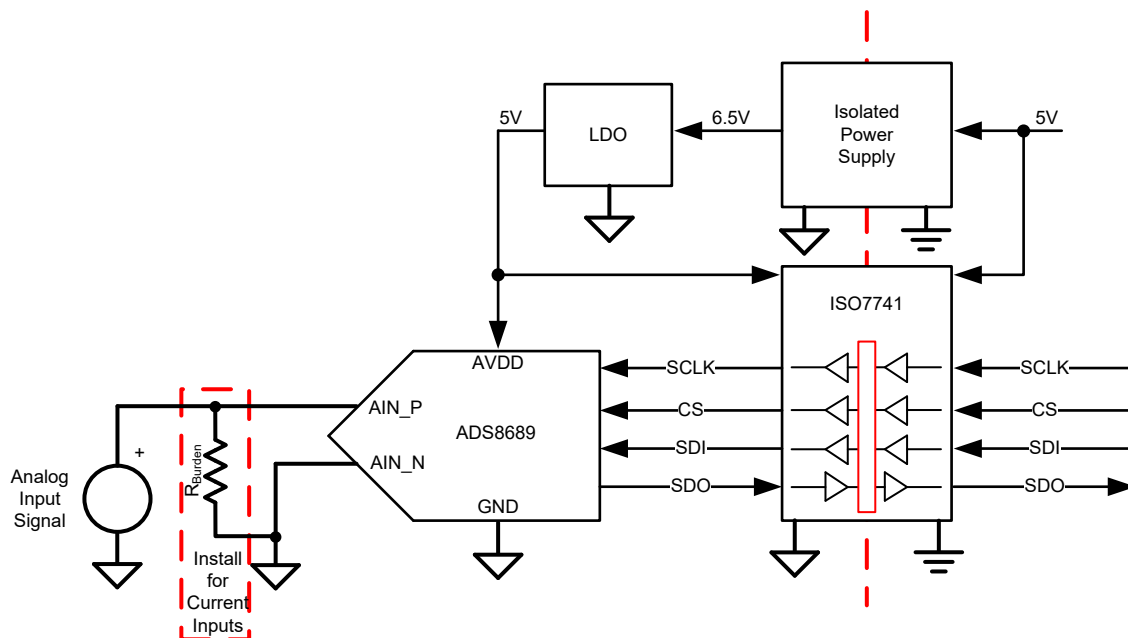 5V
LDO
6.5V
Isolated
Power
Supply
5V
ISO7741
AVDD
SCLK
SCLK
AIN_P
CS
CS
ADS8689
SDI
SDI
AIN_N
SDO
SDO
GND
+
Analog
Input
Signal
RBurden
Install
for
Current
Inputs